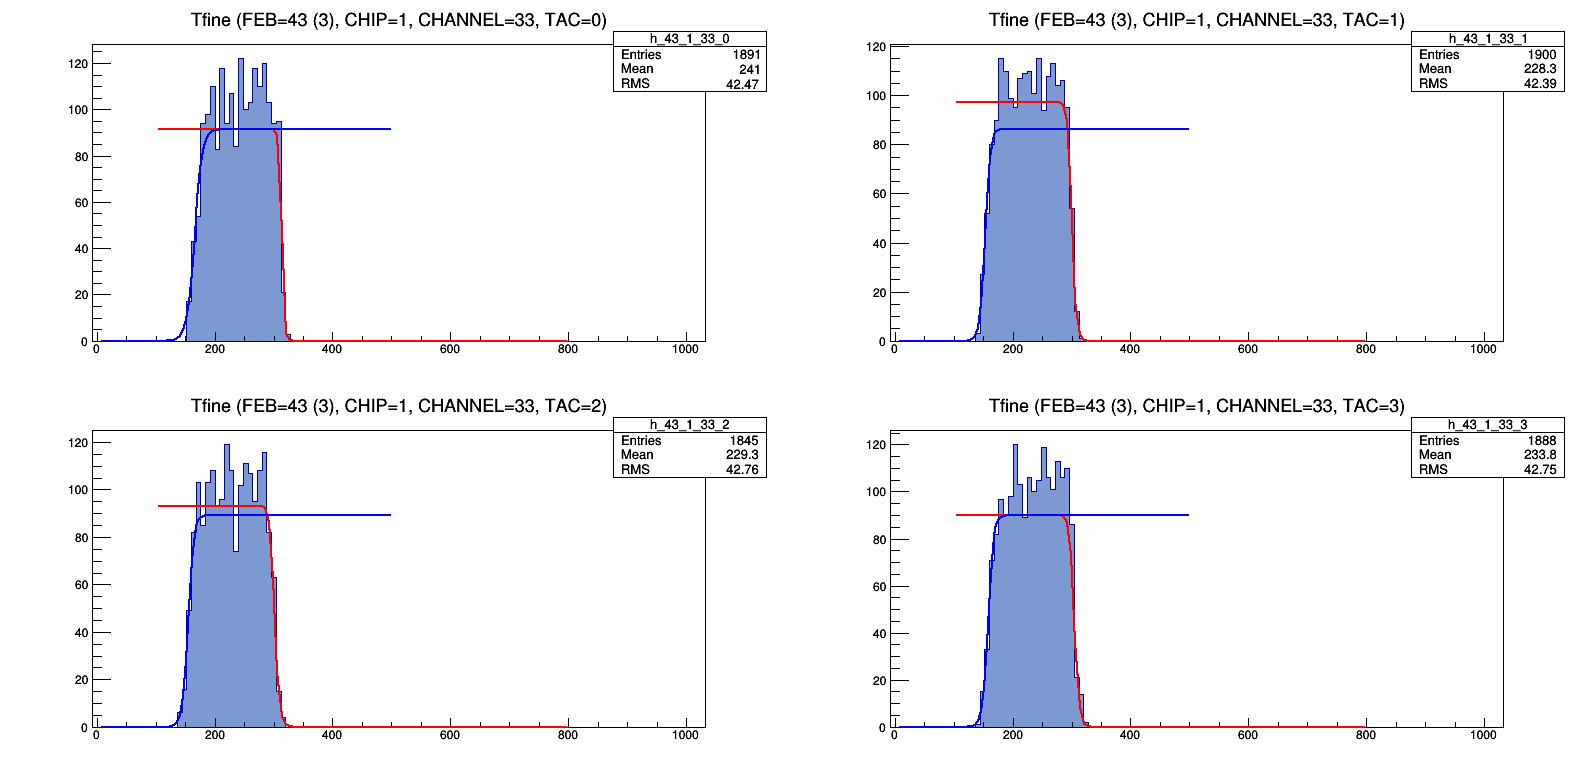 Tfine (FEB=43 (3), CHIP=1, CHANNEL=33, TAC=0)
h_43_1_33_0
Entries 1891
Mean 241
RMS 42.47
120
100
80
60
40
20
0
0 200 400 600 800 1000
Tfine (FEB=43 (3), CHIP=1, CHANNEL=33, TAC=1)
h_43_1_33_1
Entries 1900
Mean 228.3
RMS 42.39
120
100
80
60
40
20
0
0 200 400 600 800 1000
Tfine (FEB=43 (3), CHIP=1, CHANNEL=33, TAC=2)
h_43_1_33_2
Entries 1845
Mean 229.3
RMS 42.76
120
100
80
60
40
20
0
0 200 400 600 800 1000
Tfine (FEB=43 (3), CHIP=1, CHANNEL=33, TAC=3)
h_43_1_33_3
Entries 1888
Mean 233.8
RMS 42.75
120
100
80
60
40
20
0
0 200 400 600 800 1000